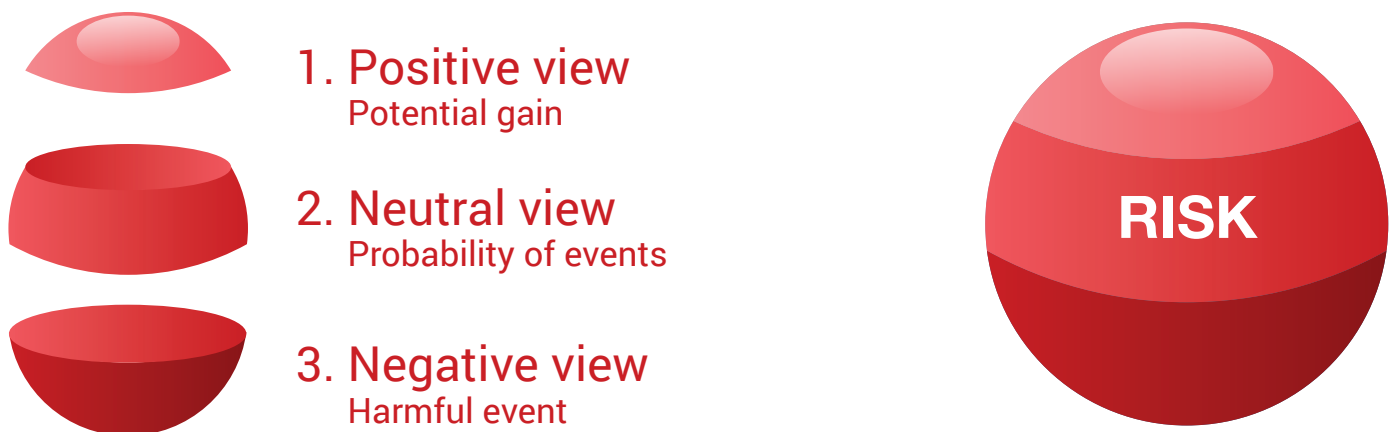 1. Positive view
Potential gain
2. Neutral view
Probability of events
3. Negative view
Harmful event
RISK